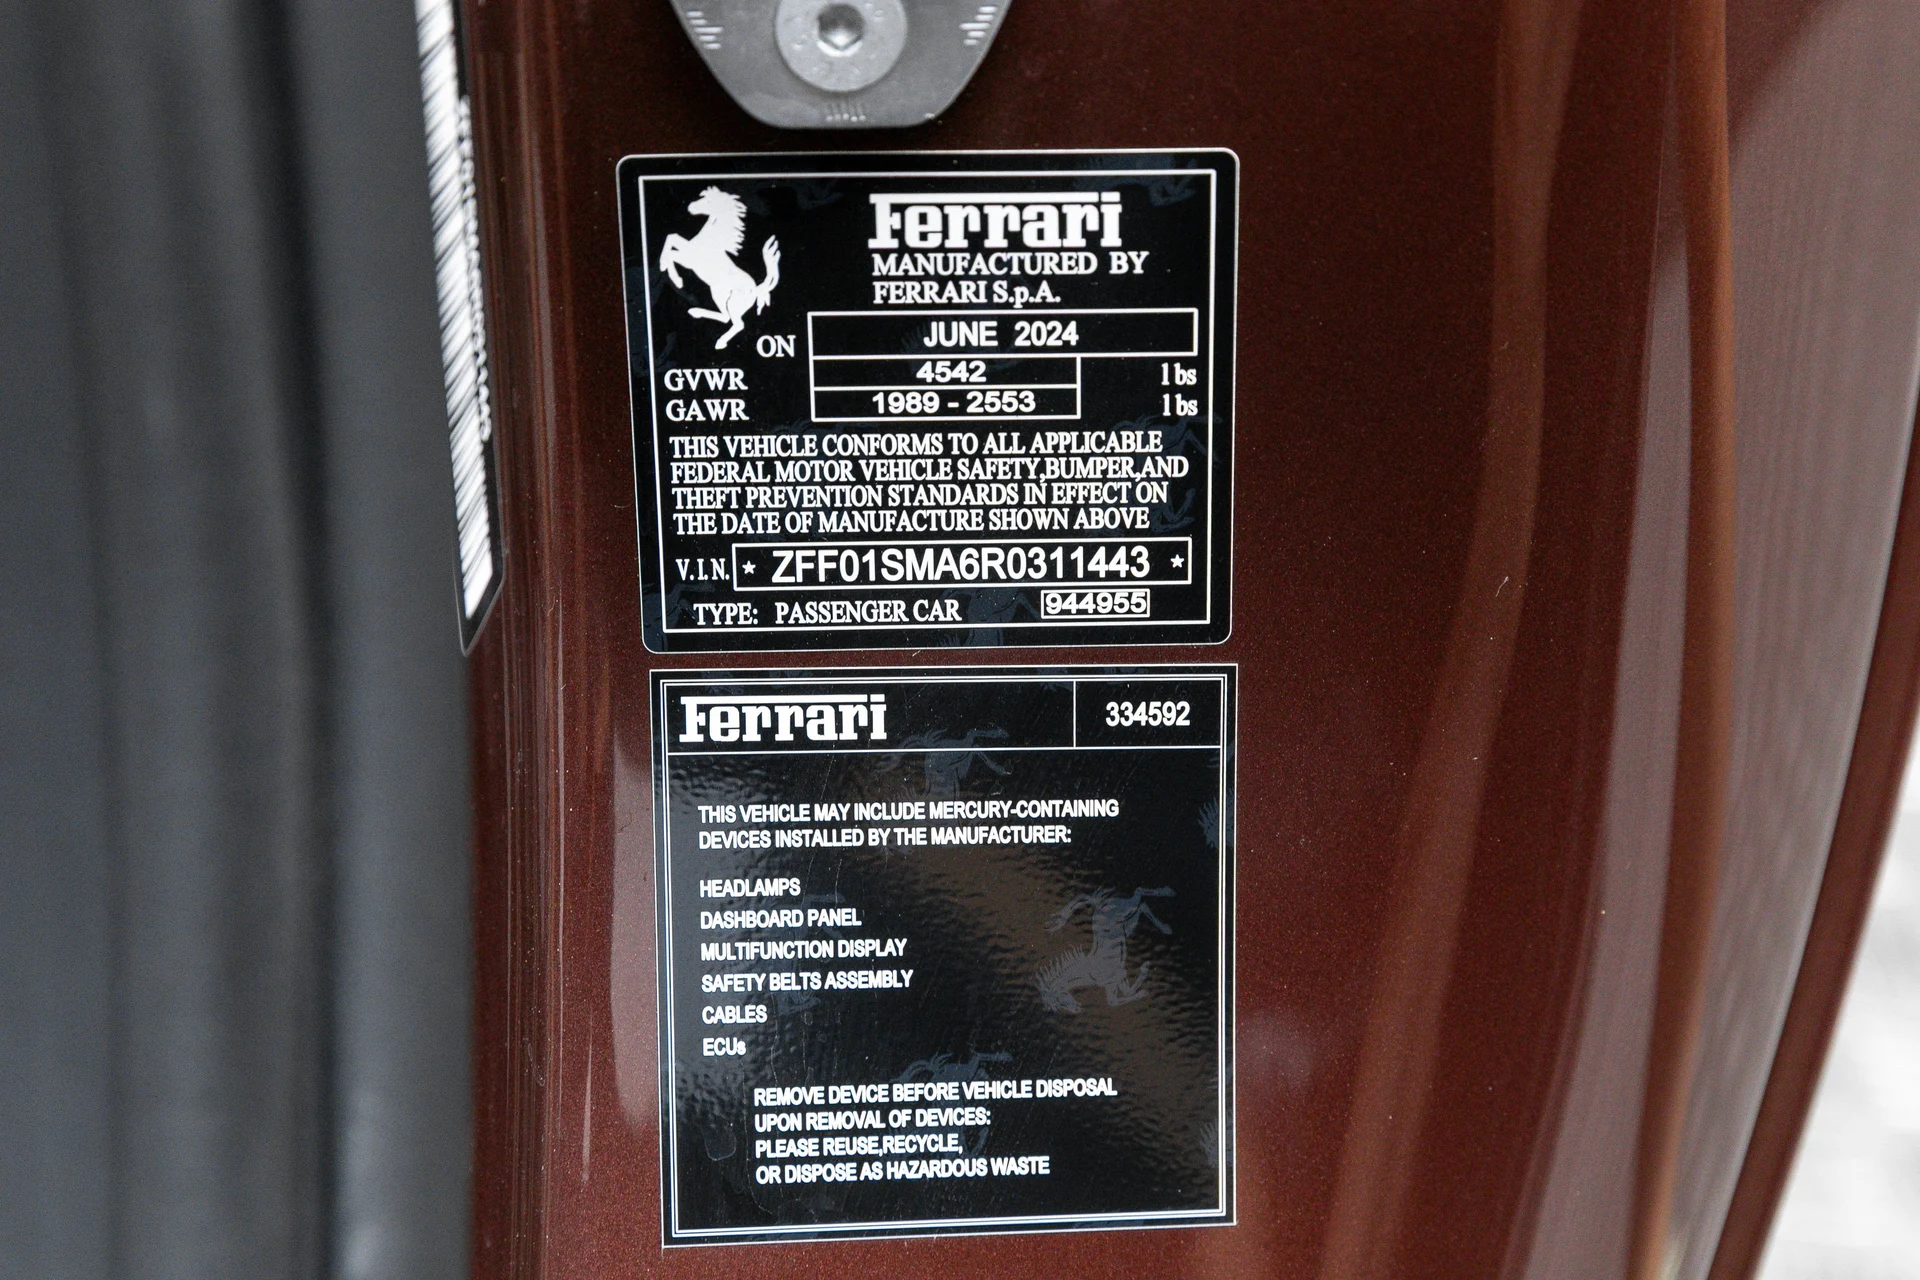 Ferrari
MANUFACTURED BY
FERRARI S.p.A.
ON JUNE 2024
GVWR 4542 lbs
GAWR 1989 - 2553 lbs
THIS VEHICLE CONFORMS TO ALL APPLICABLE
FEDERAL MOTOR VEHICLE SAFETY,BUMPER,AND
THEFT PREVENTION STANDARDS IN EFFECT ON
THE DATE OF MANUFACTURE SHOWN ABOVE
V.I.N. * ZFF01SMA6R0311443 *
TYPE: PASSENGER CAR 944955
Ferrari 334592
THIS VEHICLE MAY INCLUDE MERCURY-CONTAINING
DEVICES INSTALLED BY THE MANUFACTURER:
HEADLAMPS
DASHBOARD PANEL
MULTIFUNCTION DISPLAY
SAFETY BELTS ASSEMBLY
CABLES
ECUs
REMOVE DEVICE BEFORE VEHICLE DISPOSAL
UPON REMOVAL OF DEVICES:
PLEASE REUSE,RECYCLE,
OR DISPOSE AS HAZARDOUS WASTE